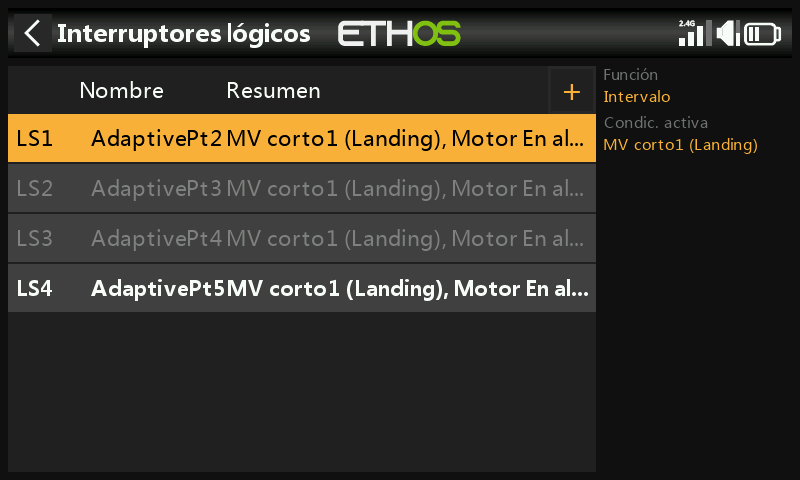 Interruptores lógicos
ETHOS
2.4G
Nombre Resumen +
LS1 AdaptivePt2 MV corto1 (Landing), Motor En al...
LS2 AdaptivePt3 MV corto1 (Landing), Motor En al...
LS3 AdaptivePt4 MV corto1 (Landing), Motor En al...
LS4 AdaptivePt5 MV corto1 (Landing), Motor En al...
Función
Intervalo
Condic. activa
MV corto1 (Landing)